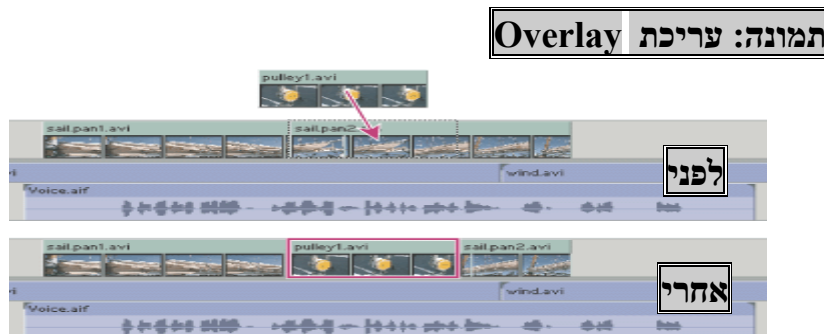 תמונה: עריכת Overlay
pulley1.avi
sail.pan1.avi sail.pan2.
לפני
wind.avi
Voice.aif
sail.pan1.avi pulley1.avi sail.pan2.avi
אחרי
wind.avi
Voice.aif